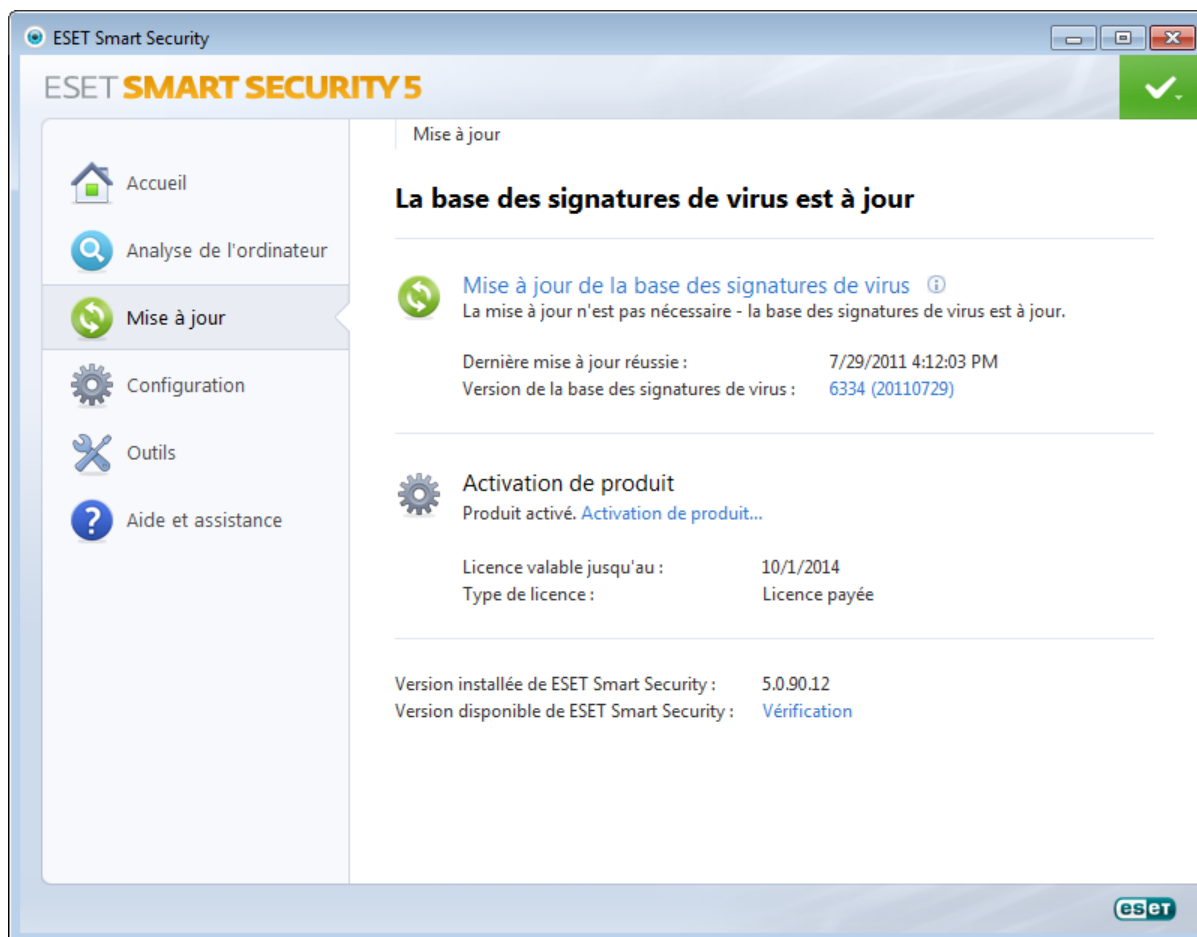 ESET Smart Security
ESET SMART SECURITY 5
Accueil
Analyse de l'ordinateur
Mise à jour
Configuration
Outils
Aide et assistance
Mise à jour
La base des signatures de virus est à jour
Mise à jour de la base des signatures de virus
La mise à jour n'est pas nécessaire - la base des signatures de virus est à jour.
Dernière mise à jour réussie : 7/29/2011 4:12:03 PM
Version de la base des signatures de virus : 6334 (20110729)
Activation de produit
Produit activé. Activation de produit...
Licence valable jusqu'au : 10/1/2014
Type de licence : Licence payée
Version installée de ESET Smart Security : 5.0.90.12
Version disponible de ESET Smart Security : Vérification
eset